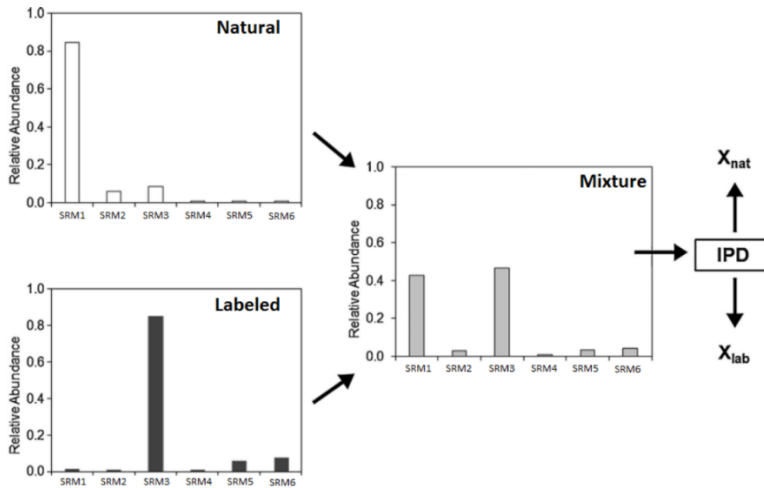 Natural
Relative Abundance
1.0
0.8
0.6
0.4
0.2
0.0
SRM1 SRM2 SRM3 SRM4 SRM5 SRM6
Labeled
Relative Abundance
1.0
0.8
0.6
0.4
0.2
0.0
SRM1 SRM2 SRM3 SRM4 SRM5 SRM6
Mixture
Relative Abundance
1.0
0.8
0.6
0.4
0.2
0.0
SRM1 SRM2 SRM3 SRM4 SRM5 SRM6
Xnat
IPD
Xlab